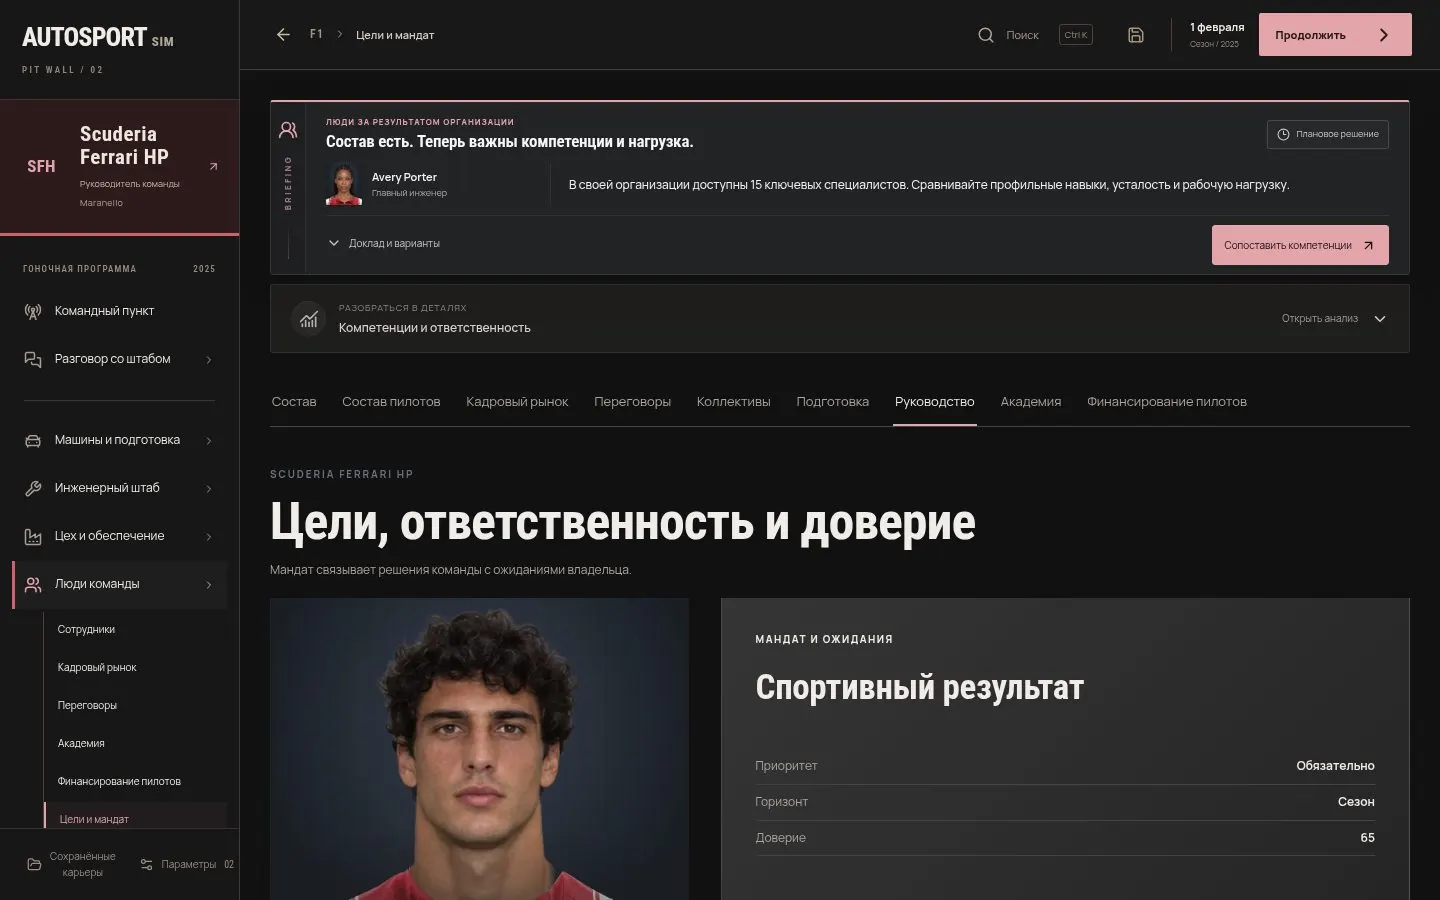 AUTOSPORT SIM
PIT WALL / 02
SFH
Scuderia
Ferrari HP
Руководитель команды
Maranello
ГОНОЧНАЯ ПРОГРАММА 2025
Командный пункт
Разговор со штабом
Машины и подготовка
Инженерный штаб
Цех и обеспечение
Люди команды
Сотрудники
Кадровый рынок
Переговоры
Академия
Финансирование пилотов
Цели и мандат
Сохранённые
карьеры
Параметры 02
F1 Цели и мандат
Поиск Ctrl K
1 февраля
Сезон / 2025
Продолжить
BRIEFING
ЛЮДИ ЗА РЕЗУЛЬТАТОМ ОРГАНИЗАЦИИ
Состав есть. Теперь важны компетенции и нагрузка.
Плановое решение
Avery Porter
Главный инженер
В своей организации доступны 15 ключевых специалистов. Сравнивайте профильные навыки, усталость и рабочую нагрузку.
Доклад и варианты
Сопоставить компетенции
РАЗОБРАТЬСЯ В ДЕТАЛЯХ
Компетенции и ответственность
Открыть анализ
Состав Состав пилотов Кадровый рынок Переговоры Коллективы Подготовка Руководство Академия Финансирование пилотов
SCUDERIA FERRARI HP
Цели, ответственность и доверие
Мандат связывает решения команды с ожиданиями владельца.
МАНДАТ И ОЖИДАНИЯ
Спортивный результат
Приоритет Обязательно
Горизонт Сезон
Доверие 65